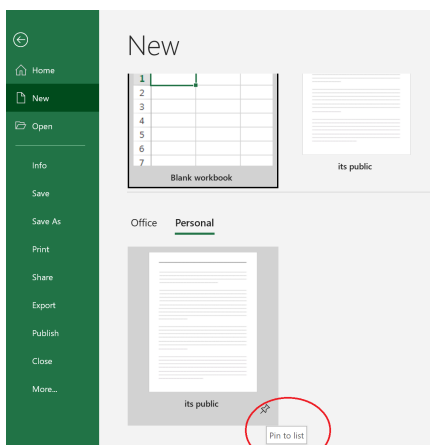 New
Home
New
Open
Info
Save
Save As
Print
Share
Export
Publish
Close
More...
1
2
3
4
5
6
7
Blank workbook
its public
Office Personal
its public
Pin to list